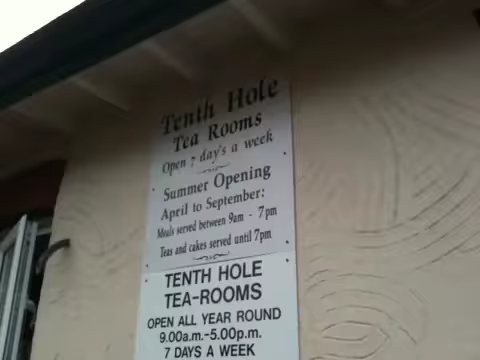 Tenth Hole
Tea Rooms
Open 7 day's a week
Summer Opening
April to September:
Meals served between 9am - 7pm
Teas and cakes served until 7pm
TENTH HOLE
TEA-ROOMS
OPEN ALL YEAR ROUND
9.00a.m.-5.00p.m.
7 DAYS A WEEK